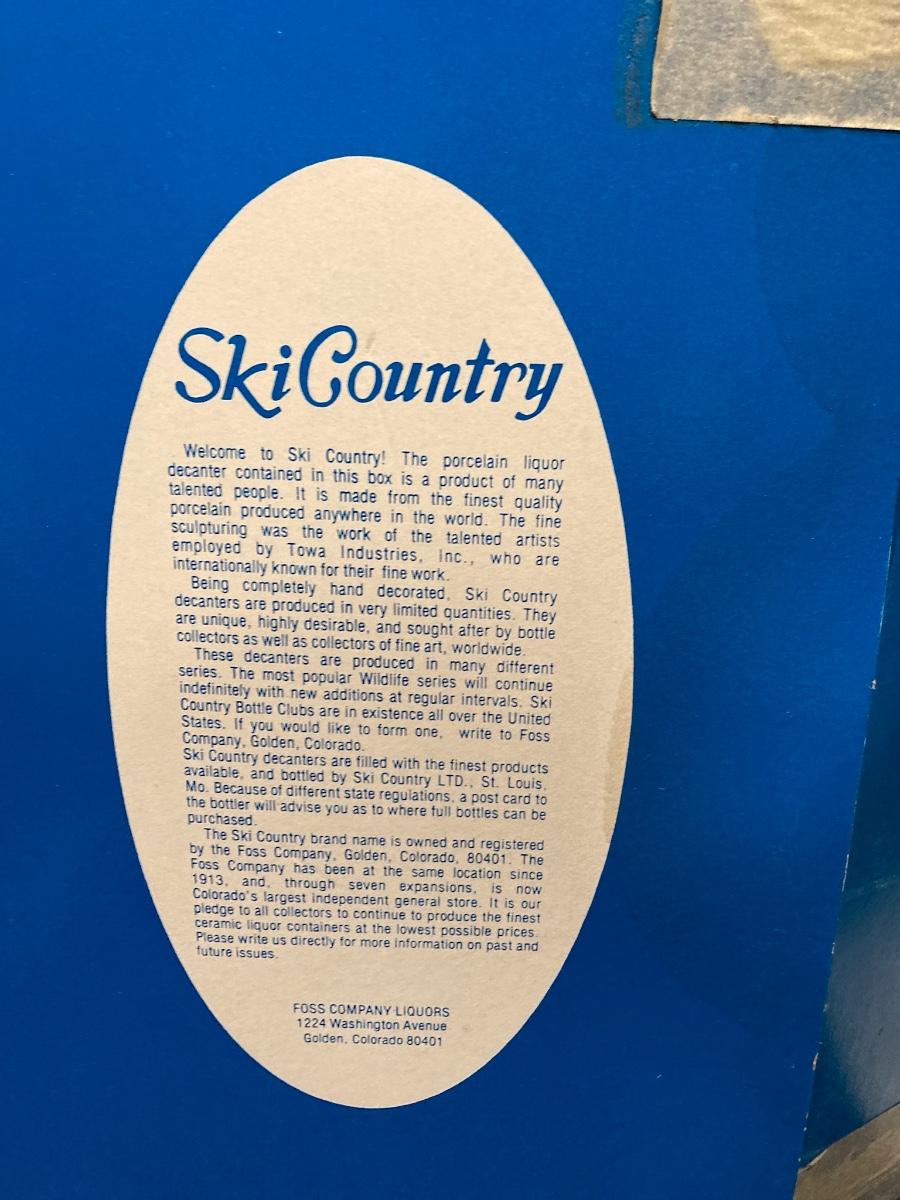 Ski Country
Welcome to Ski Country! The porcelain liquor
decanter contained in this box is a product of many
talented people. It is made from the finest quality
porcelain produced anywhere in the world. The fine
sculpturing was the work of the talented artists
employed by Towa Industries, Inc., who are
internationally known for their fine work.
Being completely hand decorated, Ski Country
decanters are produced in very limited quantities. They
are unique, highly desirable, and sought after by bottle
collectors as well as collectors of fine art, worldwide.
These decanters are produced in many different
series. The most popular Wildlife series will continue
indefinitely with new additions at regular intervals. Ski
Country Bottle Clubs are in existence all over the United
States. If you would like to form one, write to Foss
Company, Golden, Colorado.
Ski Country decanters are filled with the finest products
available, and bottled by Ski Country LTD., St. Louis,
Mo. Because of different state regulations, a post card to
the bottler will advise you as to where full bottles can be
purchased.
The Ski Country brand name is owned and registered
by the Foss Company, Golden, Colorado, 80401. The
Foss Company has been at the same location since
1913, and, through seven expansions, is now
Colorado's largest independent general store. It is our
pledge to all collectors to continue to produce the finest
ceramic liquor containers at the lowest possible prices.
Please write us directly for more information on past and
future issues.
FOSS COMPANY LIQUORS
1224 Washington Avenue
Golden, Colorado 80401